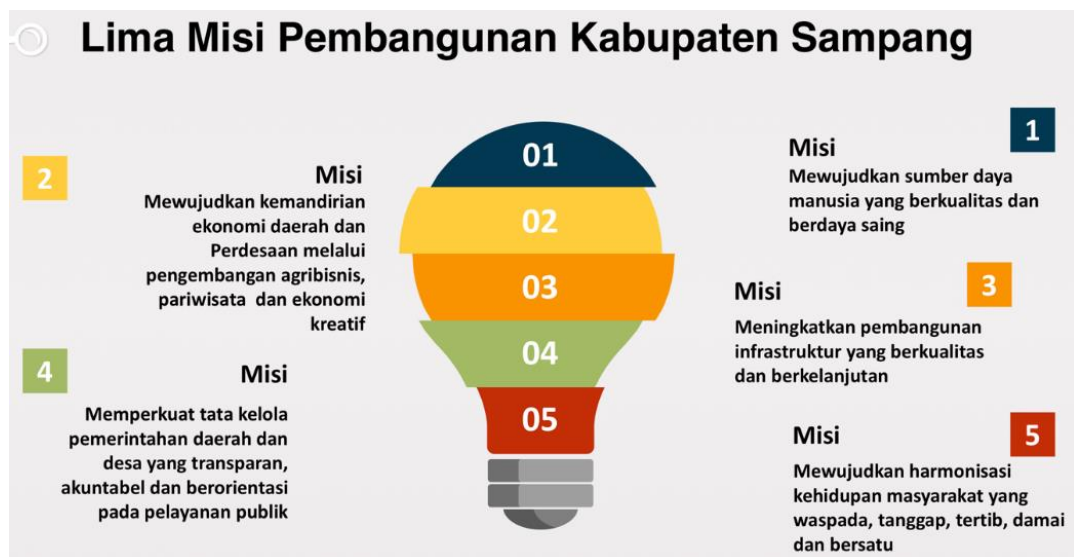 Lima Misi Pembangunan Kabupaten Sampang
1
Misi
Mewujudkan sumber daya
manusia yang berkualitas dan
berdaya saing
2
Misi
Mewujudkan kemandirian
ekonomi daerah dan
Perdesaan melalui
pengembangan agribisnis,
pariwisata dan ekonomi
kreatif
3
Misi
Meningkatkan pembangunan
infrastruktur yang berkualitas
dan berkelanjutan
4
Misi
Memperkuat tata kelola
pemerintahan daerah dan
desa yang transparan,
akuntabel dan berorientasi
pada pelayanan publik
5
Misi
Mewujudkan harmonisasi
kehidupan masyarakat yang
waspada, tanggap, tertib, damai
dan bersatu
01
02
03
04
05